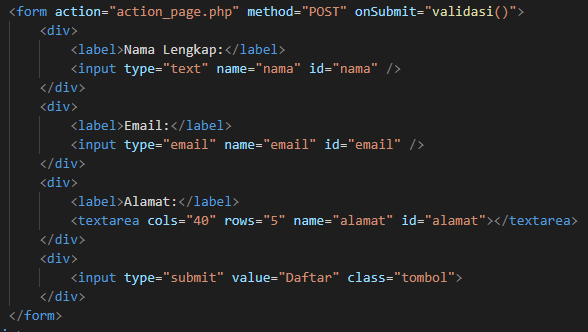 <form action="action_page.php" method="POST" onSubmit="validasi()">
<div>
<label>Nama Lengkap:</label>
<input type="text" name="nama" id="nama" />
</div>
<div>
<label>Email:</label>
<input type="email" name="email" id="email" />
</div>
<div>
<label>Alamat:</label>
<textarea cols="40" rows="5" name="alamat" id="alamat"></textarea>
</div>
<div>
<input type="submit" value="Daftar" class="tombol">
</div>
</form>